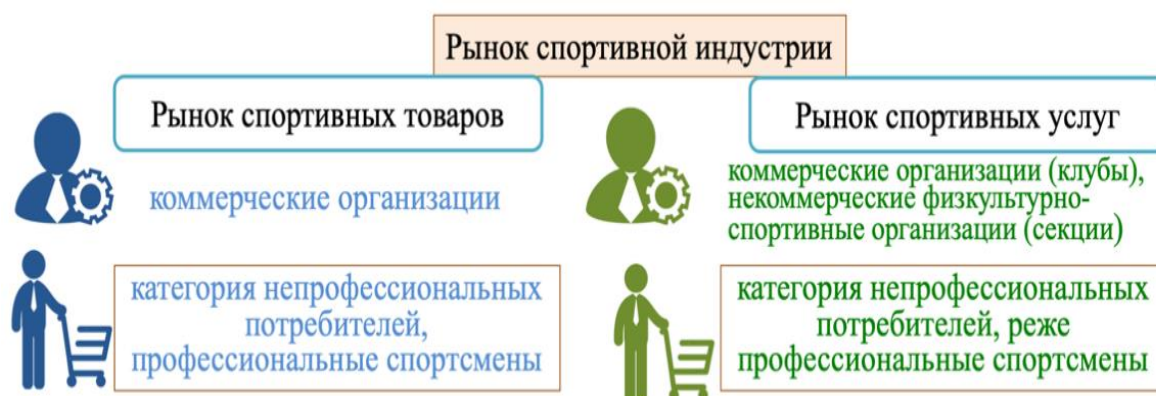 Рынок спортивной индустрии
Рынок спортивных товаров
коммерческие организации
категория непрофессиональных
потребителей,
профессиональные спортсмены
Рынок спортивных услуг
коммерческие организации (клубы),
некоммерческие физкультурно-
спортивные организации (секции)
категория непрофессиональных
потребителей, реже
профессиональные спортсмены